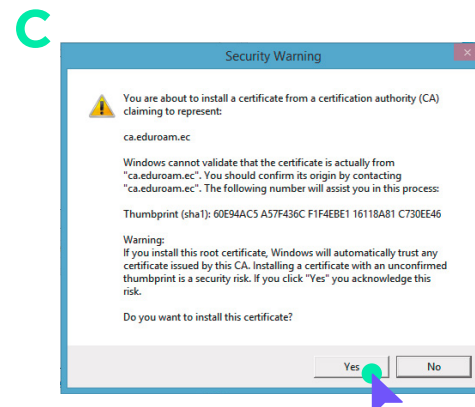 C
Security Warning
You are about to install a certificate from a certification authority (CA)
claiming to represent:
ca.eduroam.ec
Windows cannot validate that the certificate is actually from
"ca.eduroam.ec". You should confirm its origin by contacting
"ca.eduroam.ec". The following number will assist you in this process:
Thumbprint (sha1): 60E94AC5 A57F436C F1F4EBE1 16118A81 C730EE46
Warning:
If you install this root certificate, Windows will automatically trust any
certificate issued by this CA. Installing a certificate with an unconfirmed
thumbprint is a security risk. If you click "Yes" you acknowledge this
risk.
Do you want to install this certificate?
Yes No